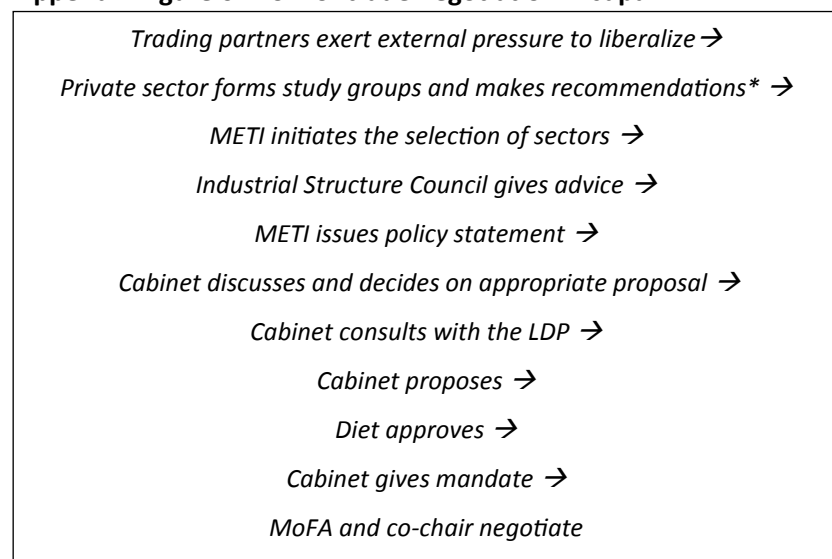 Trading partners exert external pressure to liberalize →
Private sector forms study groups and makes recommendations* →
METI initiates the selection of sectors →
Industrial Structure Council gives advice →
METI issues policy statement →
Cabinet discusses and decides on appropriate proposal →
Cabinet consults with the LDP →
Cabinet proposes →
Diet approves →
Cabinet gives mandate →
MoFA and co-chair negotiate